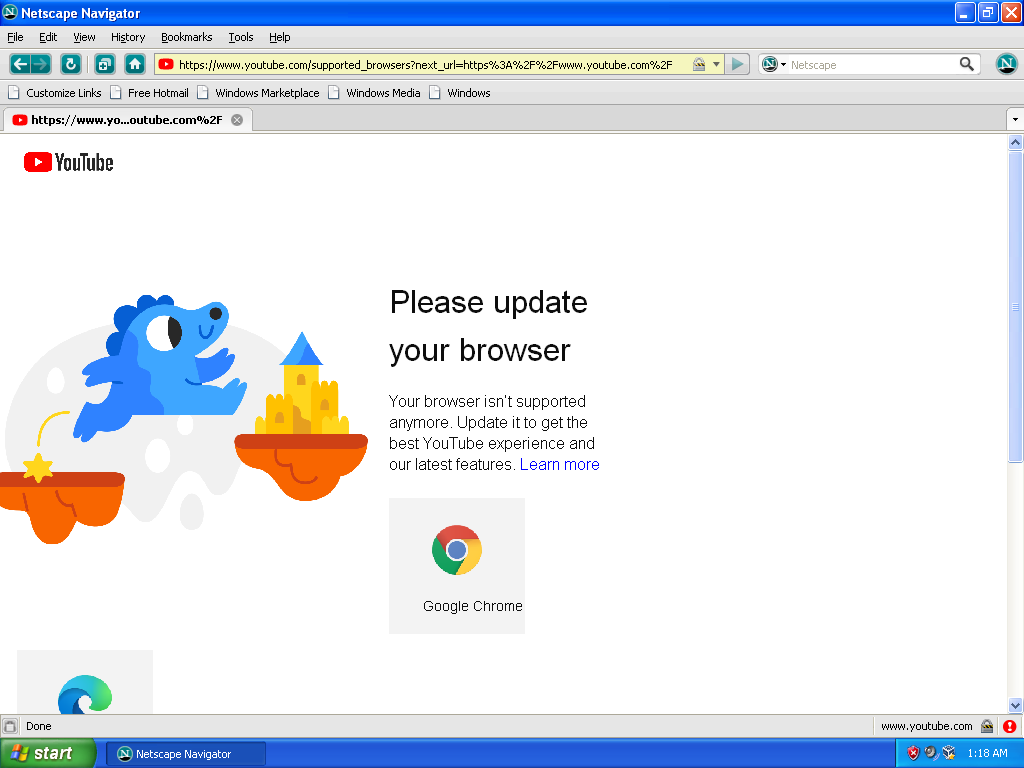 Netscape Navigator
File Edit View History Bookmarks Tools Help
https://www.youtube.com/supported_browsers?next_url=https%3A%2F%2Fwww.youtube.com%2F
N Netscape N
Customize Links Free Hotmail Windows Marketplace Windows Media Windows
https://www.yo...outube.com%2F
YouTube
Please update
your browser
Your browser isn't supported
anymore. Update it to get the
best YouTube experience and
our latest features. Learn more
Google Chrome
Done www.youtube.com
start N Netscape Navigator 1:18 AM